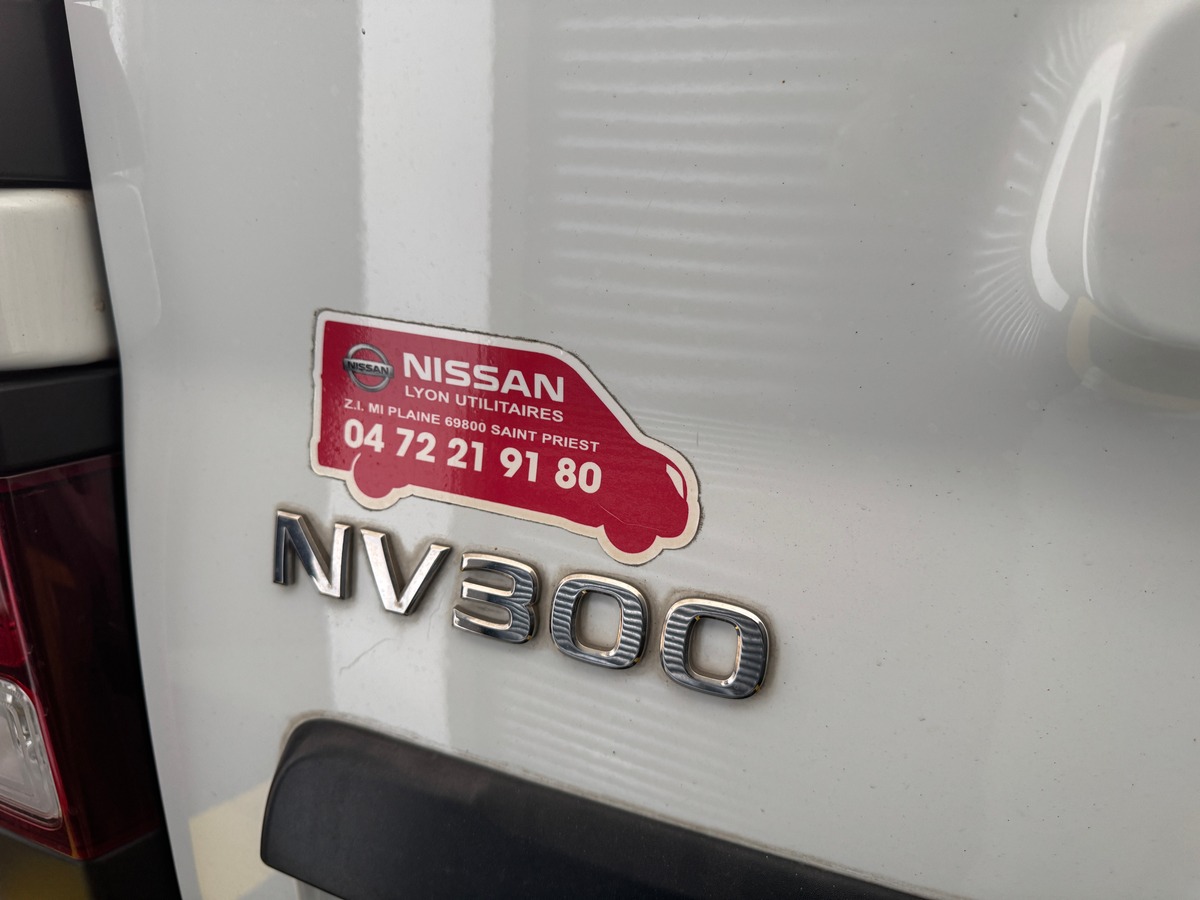 NISSAN
NISSAN
LYON UTILITAIRES
Z.I. MI PLAINE 69800 SAINT PRIEST
04 72 21 91 80
NV300